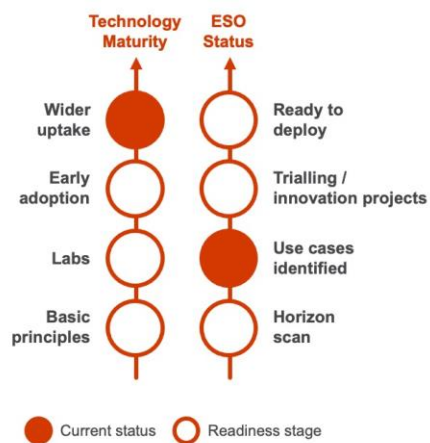 Technology
Maturity
ESO
Status
Wider
uptake
Ready to
deploy
Early
adoption
Trialling /
innovation projects
Labs
Use cases
identified
Basic
principles
Horizon
scan
Current status
Readiness stage